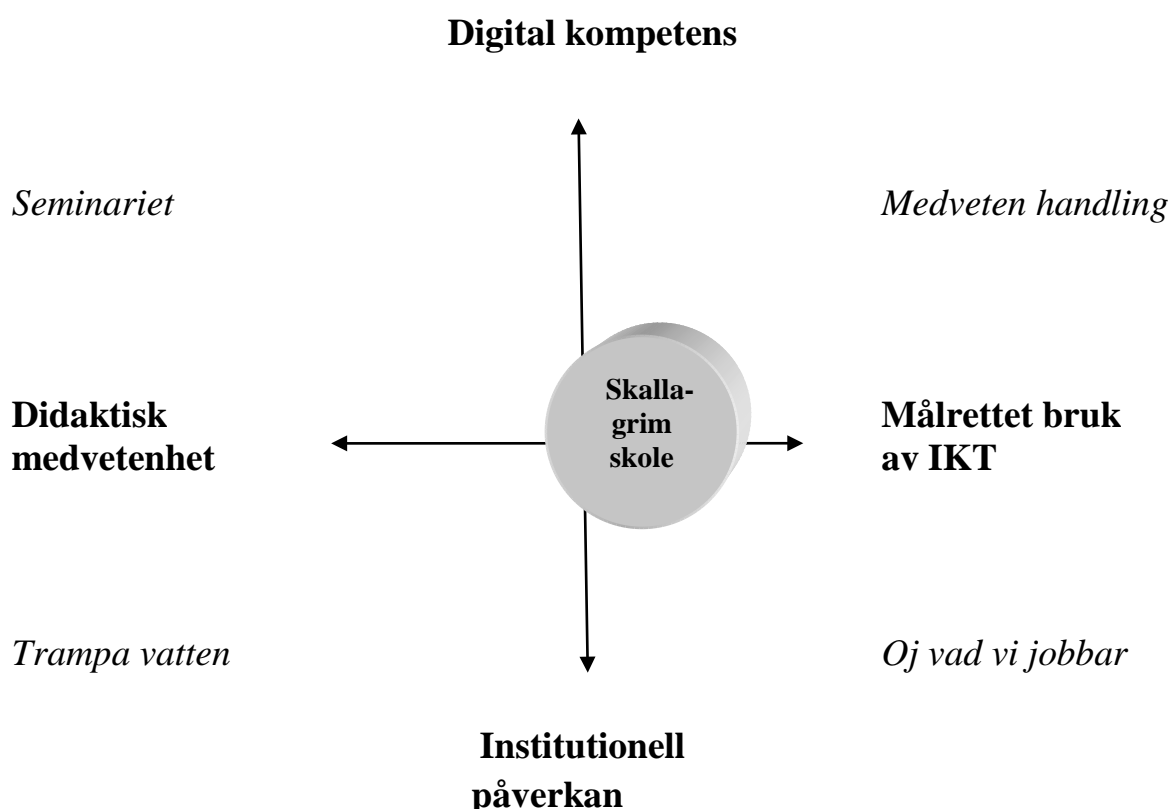 Digital kompetens
Seminariet
Medveten handling
Skalla-
grim
skole
Didaktisk
medvetenhet
Målrettet bruk
av IKT
Trampa vatten
Oj vad vi jobbar
Institutionell
påverkan